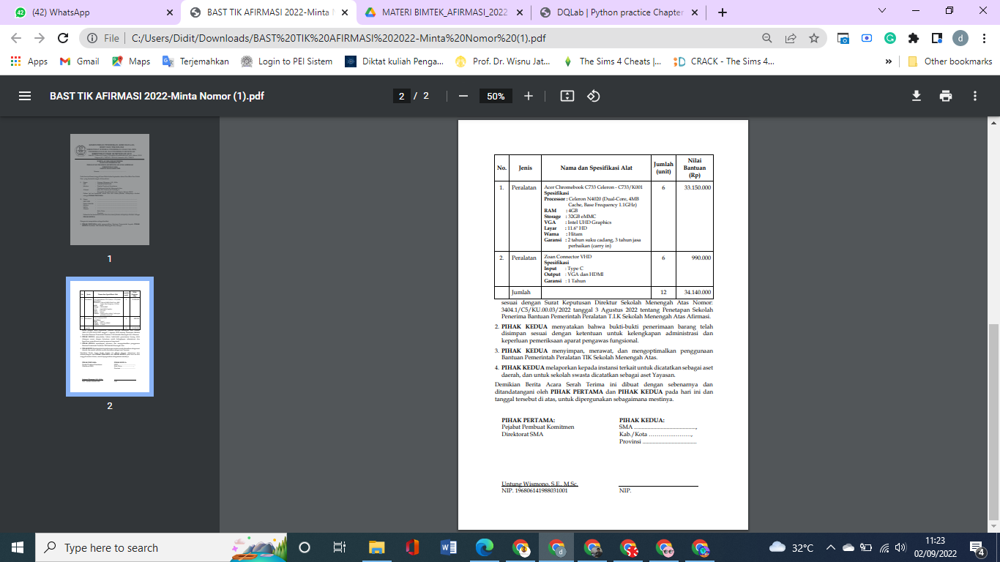 (42) WhatsApp
BAST TIK AFIRMASI 2022-Minta N
MATERI BIMTEK_AFIRMASI_2022
DQLab | Python practice Chapter
File
C:/Users/Didit/Downloads/BAST%20TIK%20AFIRMASI%202022-Minta%20Nomor%20(1).pdf
d
Apps
Gmail
Maps
Terjemahkan
Login to PEI Sistem
Diktat kuliah Penga...
Prof. Dr. Wisnu Jat...
The Sims 4 Cheats |...
CRACK - The Sims 4...
»
Other bookmarks
BAST TIK AFIRMASI 2022-Minta Nomor (1).pdf
2 / 2
50%
1
2
No. Jenis Nama dan Spesifikasi Alat Jumlah (unit) Nilai Bantuan (Rp)
1. Peralatan Acer Chromebook C733 Celeron - C733/K001 6 33.150.000
Spesifikasi
Processor : Celeron N4020 (Dual-Core, 4MB
Cache, Base Frequency 1.1GHz)
RAM : 4GB
Storage : 32GB eMMC
VGA : Intel UHD Graphics
Layar : 11.6" HD
Warna : Hitam
Garansi : 2 tahun suku cadang, 3 tahun jasa
perbaikan (carry in)
2. Peralatan Zoan Connector VHD 6 990.000
Spesifikasi
Input : Type C
Output : VGA dan HDMI
Garansi : 1 Tahun
Jumlah 12 34.140.000
sesuai dengan Surat Keputusan Direktur Sekolah Menengah Atas Nomor:
3404.1/C5/KU.00.03/2022 tanggal 3 Agustus 2022 tentang Penetapan Sekolah
Penerima Bantuan Pemerintah Peralatan T.I.K Sekolah Menengah Atas Afirmasi.
2. PIHAK KEDUA menyatakan bahwa bukti-bukti penerimaan barang telah
disimpan sesuai dengan ketentuan untuk kelengkapan administrasi dan
keperluan pemeriksaan aparat pengawas fungsional.
3. PIHAK KEDUA menyimpan, merawat, dan mengoptimalkan penggunaan
Bantuan Pemerintah Peralatan TIK Sekolah Menengah Atas.
4. PIHAK KEDUA melaporkan kepada instansi terkait untuk dicatatkan sebagai aset
daerah, dan untuk sekolah swasta dicatatkan sebagai aset Yayasan.
Demikian Berita Acara Serah Terima ini dibuat dengan sebenarnya dan
ditandatangani oleh PIHAK PERTAMA dan PIHAK KEDUA pada hari ini dan
tanggal tersebut di atas, untuk dipergunakan sebagaimana mestinya.
PIHAK PERTAMA:
Pejabat Pembuat Komitmen
Direktorat SMA
PIHAK KEDUA:
SMA ........................................,
Kab./Kota ......................,
Provinsi ...................................
Untung Wismono, S.E., M.Sc.
NIP. 196806141988031001
NIP.
Type here to search
32°C
11:23
02/09/2022
4